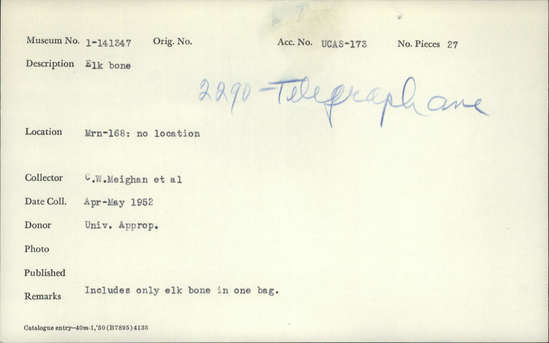 Museum No. 1-141347 Orig. No. Acc. No. UCAS-173 No. Pieces 27
Description Elk bone
2290-Telegraph ave
Location Mrn-168: no location
Collector C.W.Meighan et al
Date Coll. Apr-May 1952
Donor Univ. Approp.
Photo
Published
Remarks Includes only elk bone in one bag.
Catalogue entry—40m-1,'50(B7895)4135